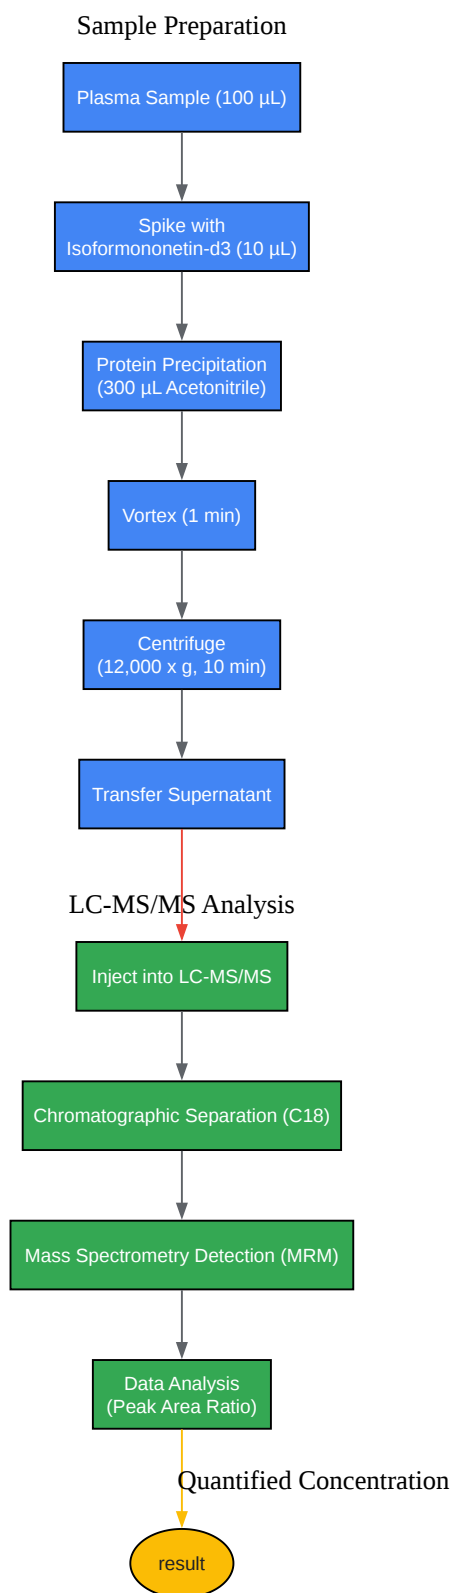 Sample Preparation
Plasma Sample (100 µL)
Spike with
Isoformononetin-d3 (10 µL)
Protein Precipitation
(300 µL Acetonitrile)
Vortex (1 min)
Centrifuge
(12,000 x g, 10 min)
Transfer Supernatant
LC-MS/MS Analysis
Inject into LC-MS/MS
Chromatographic Separation (C18)
Mass Spectrometry Detection (MRM)
Data Analysis
(Peak Area Ratio)
Quantified Concentration
result